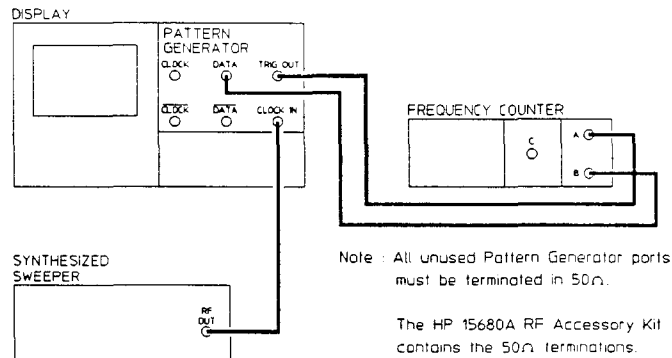 DISPLAY
PATTERN
GENERATOR
CLOCK DATA TRIG OUT
CLOCK DATA CLOCK IN
FREQUENCY COUNTER
C
A
B
SYNTHESIZED
SWEEPER
RF
OUT
Note : All unused Pattern Generator ports
must be terminated in 50Ω.
The HP 15680A RF Accessory Kit
contains the 50Ω terminations.